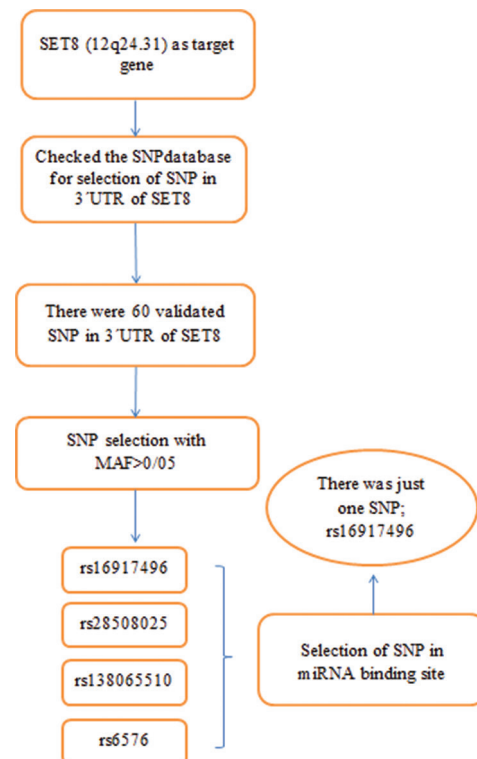 SET8 (12q24.31) as target
gene
Checked the SNPdatabase
for selection of SNP in
3´UTR of SET8
There were 60 validated
SNP in 3´UTR of SET8
SNP selection with
MAF>0/05
rs16917496
rs28508025
rs138065510
rs6576
Selection of SNP in
miRNA binding site
There was just
one SNP;
rs16917496